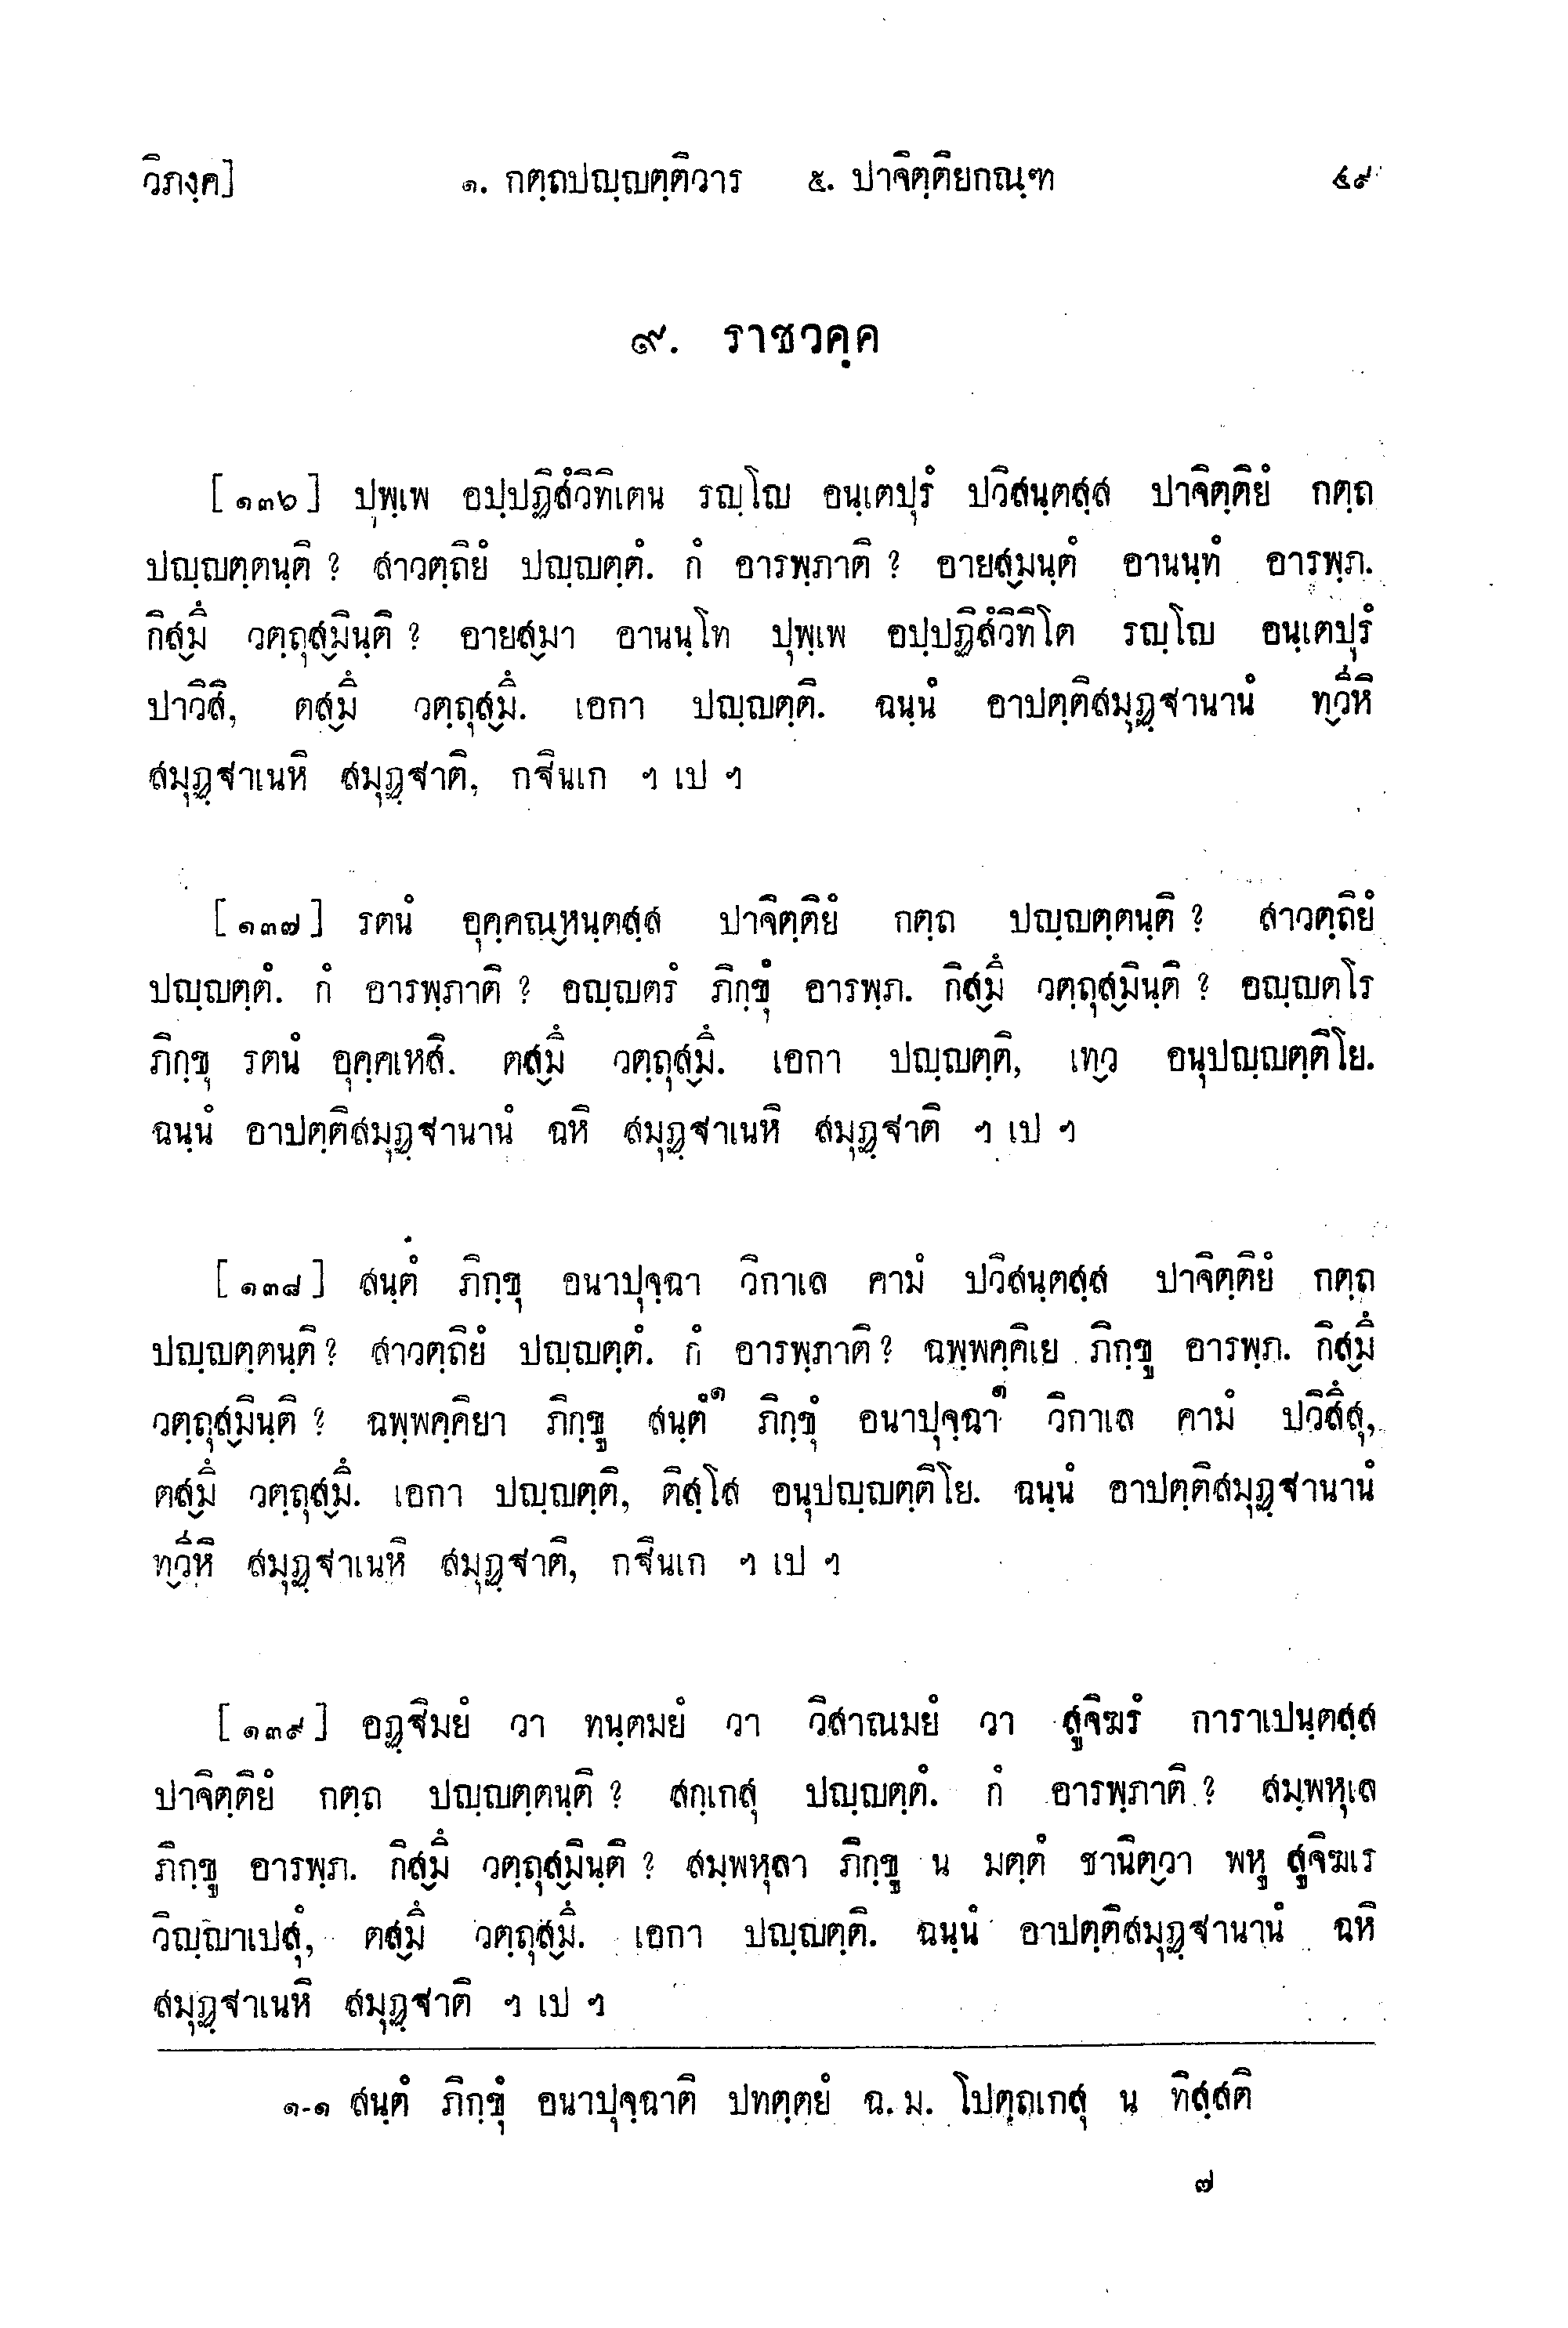 วิภงฺค]	๑. กตฺถปญฺญตฺติวาร ๕. ปาจิตฺติยกณฺฑ	๔๙
๙. ราชวคฺค
[๑๓๖] ปุพฺเพ อปฺปฏิสํวิทิเตน รญฺโญ อนฺเตปุรํ ปวิสนฺตสฺส ปาจิตฺติยํ กตฺถ
ปญฺญตฺตนฺติ ? สาวตฺถิยํ ปญฺญตฺตํ. กํ อารพฺภาติ ? อายสฺมนฺตํ อานนฺทํ อารพฺภ.
กิสฺมิํ วตฺถุสฺมินฺติ ? อายสฺมา อานนฺโท ปุพฺเพ อปฺปฏิสํวิทิโต รญฺโญ อนฺเตปุรํ
ปาวิสิ, ตสฺมิํ วตฺถุสฺมิํ. เอกา ปญฺญตฺติ. ฉนฺนํ อาปตฺติสมุฏฺฐานานํ ทฺวีหิ
สมุฏฺฐาเนหิ สมุฏฺฐาติ, กฐินเก ฯ เป ฯ
[๑๓๗] รตนํ อุคฺคณฺหนฺตสฺส ปาจิตฺติยํ กตฺถ ปญฺญตฺตนฺติ ? สาวตฺถิยํ
ปญฺญตฺตํ. กํ อารพฺภาติ ? อญฺญตรํ ภิกฺขุํ อารพฺภ. กิสฺมิํ วตฺถุสฺมินฺติ ? อญฺญตโร
ภิกฺขุ รตนํ อุคฺคเหสิ. ตสฺมิํ วตฺถุสฺมิํ. เอกา ปญฺญตฺติ, เทฺว อนุปญฺญตฺติโย.
ฉนฺนํ อาปตฺติสมุฏฺฐานานํ ฉหิ สมุฏฺฐาเนหิ สมุฏฺฐาติ ฯ เป ฯ
[๑๓๘] สนฺตํ ภิกฺขุ อนาปุจฺฉา วิกาเล คามํ ปวิสนฺตสฺส ปาจิตฺติยํ กตฺถ
ปญฺญตฺตนฺติ ? สาวตฺถิยํ ปญฺญตฺตํ. กํ อารพฺภาติ ? ฉพฺพคฺคิเย ภิกฺขู อารพฺภ. กิสฺมิํ
วตฺถุสฺมินฺติ ? ฉพฺพคฺคิยา ภิกฺขู สนฺตํ๑ ภิกฺขุํ อนาปุจฺฉา๑ วิกาเล คามํ ปวิสิํสุ,
ตสฺมิํ วตฺถุสฺมิํ. เอกา ปญฺญตฺติ, ติสฺโส อนุปญฺญตฺติโย. ฉนฺนํ อาปตฺติสมุฏฺฐานานํ
ทฺวีหิ สมุฏฺฐาเนหิ สมุฏฺฐาติ, กฐินเก ฯ เป ฯ
[๑๓๙] อฏฺฐิมยํ วา ทนฺตมยํ วา วิสาณมยํ วา สูจิฆรํ การาเปนฺตสฺส
ปาจิตฺติยํ กตฺถ ปญฺญตฺตนฺติ ? สกฺเกสุ ปญฺญตฺตํ. กํ อารพฺภาติ ? สมฺพหุเล
ภิกฺขู อารพฺภ. กิสฺมิํ วตฺถุสฺมินฺติ ? สมฺพหุลา ภิกฺขู น มตฺตํ ชานิตฺวา พหู สูจิฆเร
วิญฺญาเปสุํ, ตสฺมิํ วตฺถุสฺมิํ. เอกา ปญฺญตฺติ. ฉนฺนํ อาปตฺติสมุฏฺฐานานํ ฉหิ
สมุฏฺฐาเนหิ สมุฏฺฐาติ ฯ เป ฯ
๑-๑ สนฺตํ ภิกฺขุํ อนาปุจฺฉาติ ปทตฺตยํ ฉ. ม. โปตฺถเกสุ น ทิสฺสติ
๗